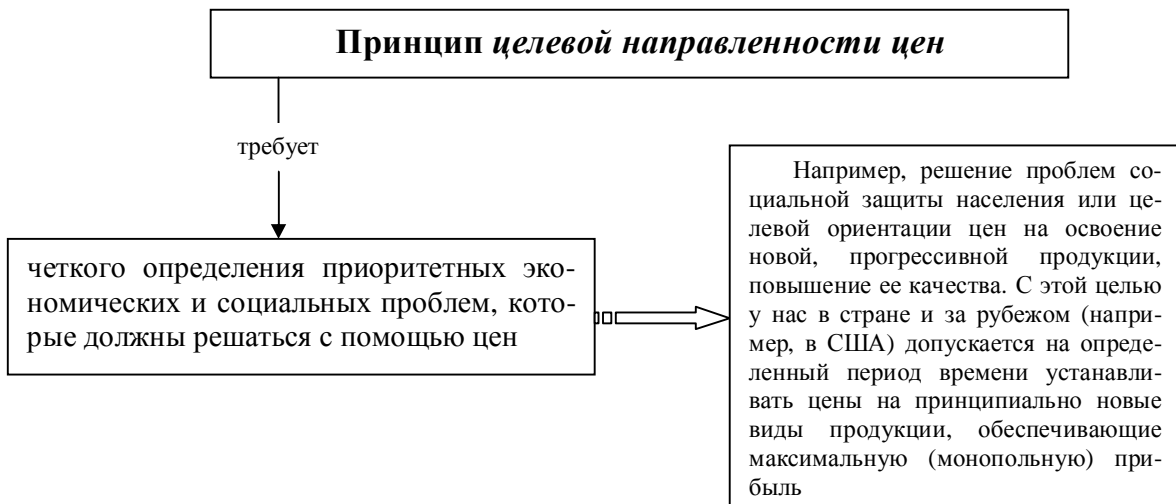 Принцип целевой направленности цен
требует
четкого определения приоритетных эко-
номических и социальных проблем, кото-
рые должны решаться с помощью цен
Например, решение проблем со-
циальной защиты населения или це-
левой ориентации цен на освоение
новой, прогрессивной продукции,
повышение ее качества. С этой целью
у нас в стране и за рубежом (напри-
мер, в США) допускается на опреде-
ленный период времени устанавли-
вать цены на принципиально новые
виды продукции, обеспечивающие
максимальную (монопольную) при-
быль